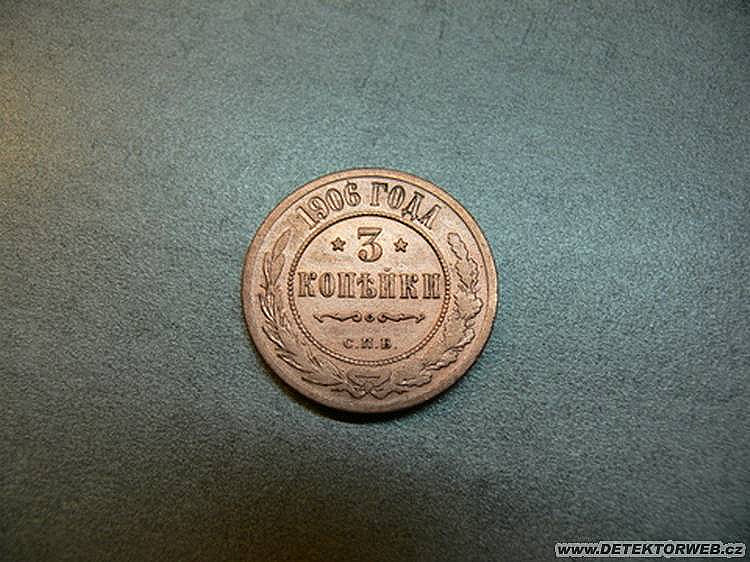 1906 ГОДА
3
КОПѢЙКИ
С.П.Б.
www.DETEKTORWEB.cz